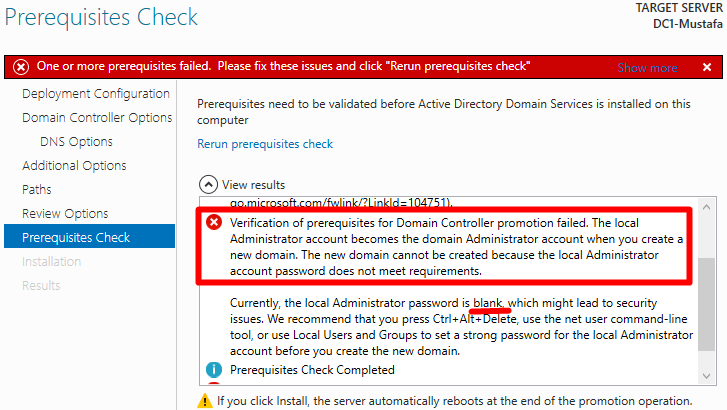 Prerequisites Check
TARGET SERVER
DC1-Mustafa
One or more prerequisites failed. Please fix these issues and click "Rerun prerequisites check"
Show more
Deployment Configuration
Domain Controller Options
DNS Options
Additional Options
Paths
Review Options
Prerequisites Check
Installation
Results
Prerequisites need to be validated before Active Directory Domain Services is installed on this
computer
Rerun prerequisites check
View results
go.microsoft.com/fwlink/?LinkId=104751).
Verification of prerequisites for Domain Controller promotion failed. The local
Administrator account becomes the domain Administrator account when you create a
new domain. The new domain cannot be created because the local Administrator
account password does not meet requirements.
Currently, the local Administrator password is blank, which might lead to security
issues. We recommend that you press Ctrl+Alt+Delete, use the net user command-line
tool, or use Local Users and Groups to set a strong password for the local Administrator
account before you create the new domain.
Prerequisites Check Completed
If you click Install, the server automatically reboots at the end of the promotion operation.